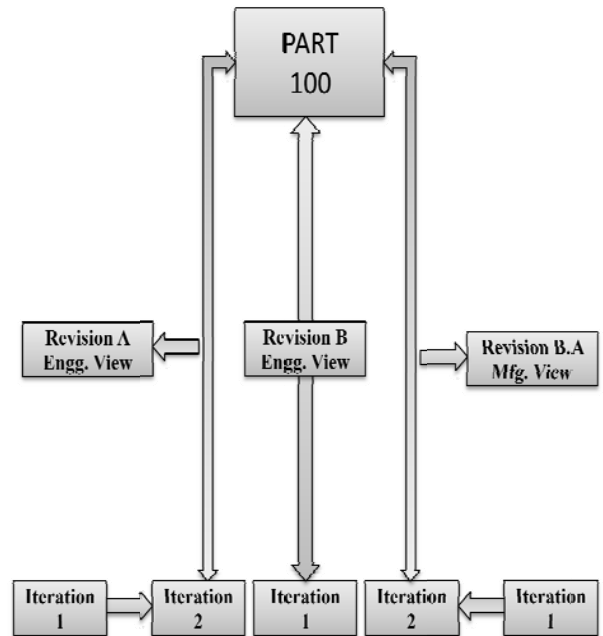 PART
100
Revision A
Engg. View
Revision B
Engg. View
Revision B.A
Mfg. View
Iteration
1
Iteration
2
Iteration
1
Iteration
2
Iteration
1